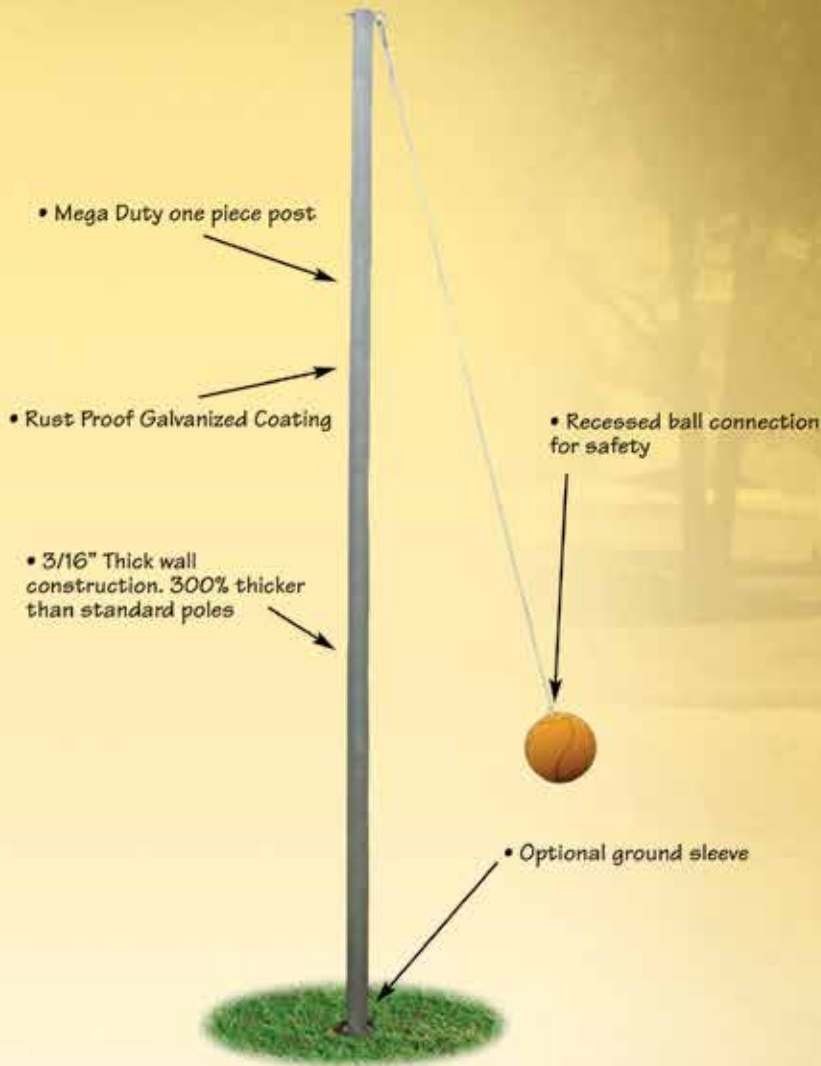 • Mega Duty one piece post
• Rust Proof Galvanized Coating
• Recessed ball connection
for safety
• 3/16" Thick wall
construction. 300% thicker
than standard poles
• Optional ground sleeve